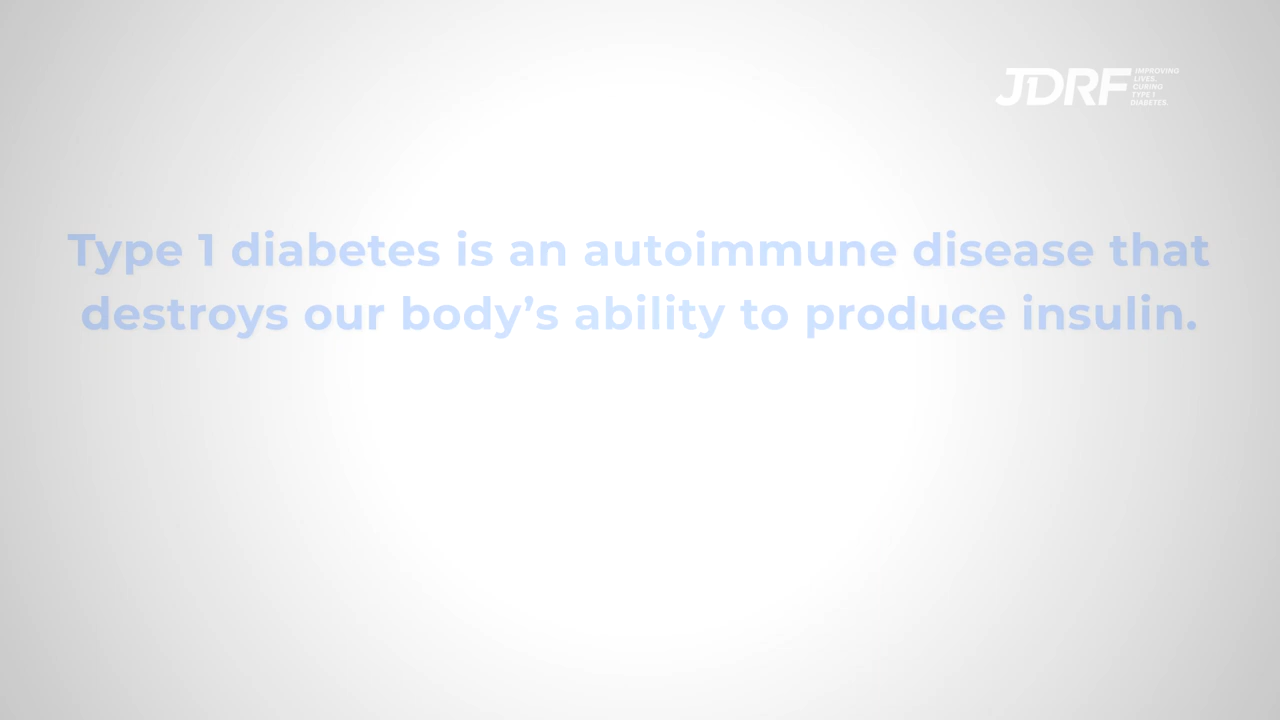 JDRF
IMPROVING
LIVES.
CURING
TYPE 1
DIABETES.
Type 1 diabetes is an autoimmune disease that
destroys our body’s ability to produce insulin.